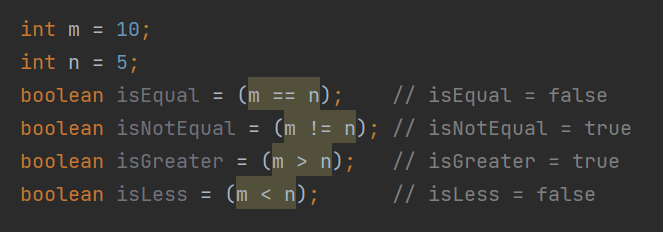 int m = 10;
int n = 5;
boolean isEqual = (m == n);    // isEqual = false
boolean isNotEqual = (m != n); // isNotEqual = true
boolean isGreater = (m > n);   // isGreater = true
boolean isLess = (m < n);      // isLess = false